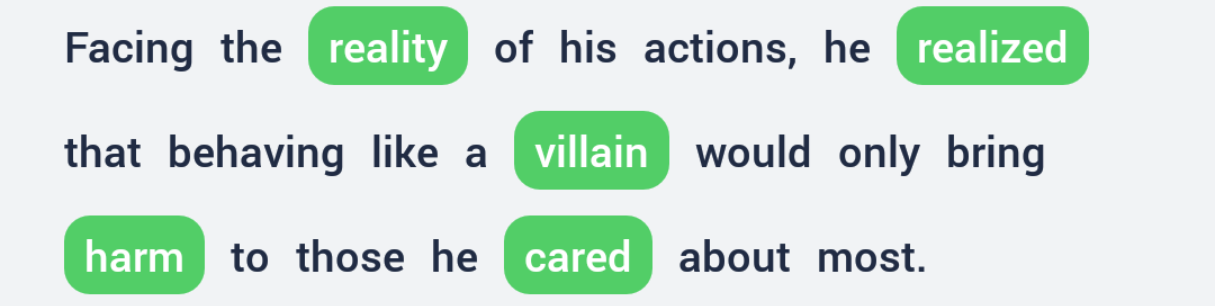 Facing the reality of his actions, he realized
that behaving like a villain would only bring
harm to those he cared about most.